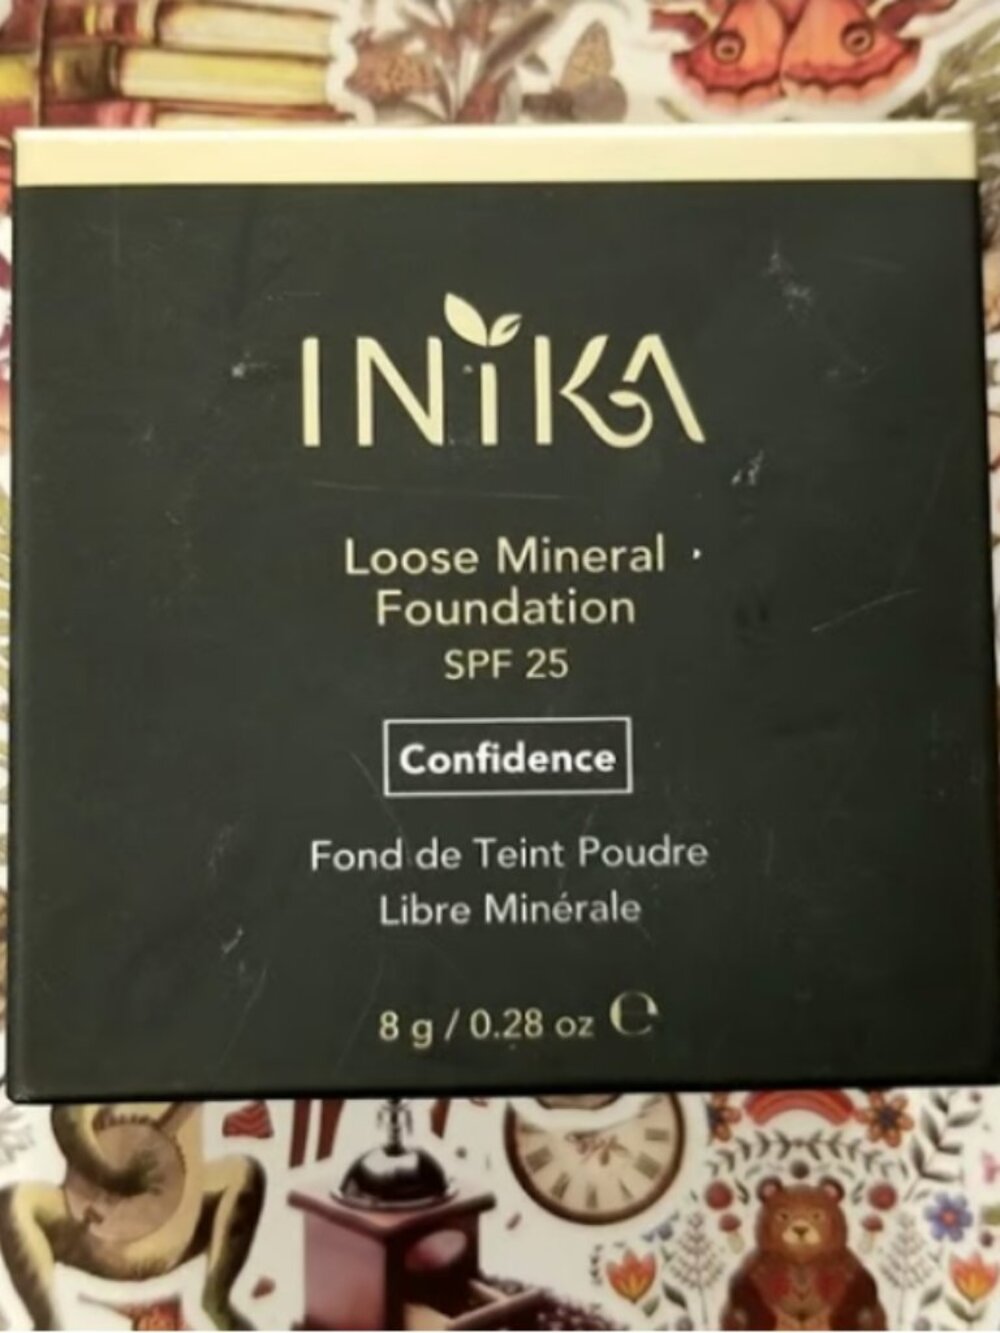 INIKA
Loose Mineral
Foundation
SPF 25
Confidence
Fond de Teint Poudre
Libre Minérale
8 g / 0.28 oz ℮